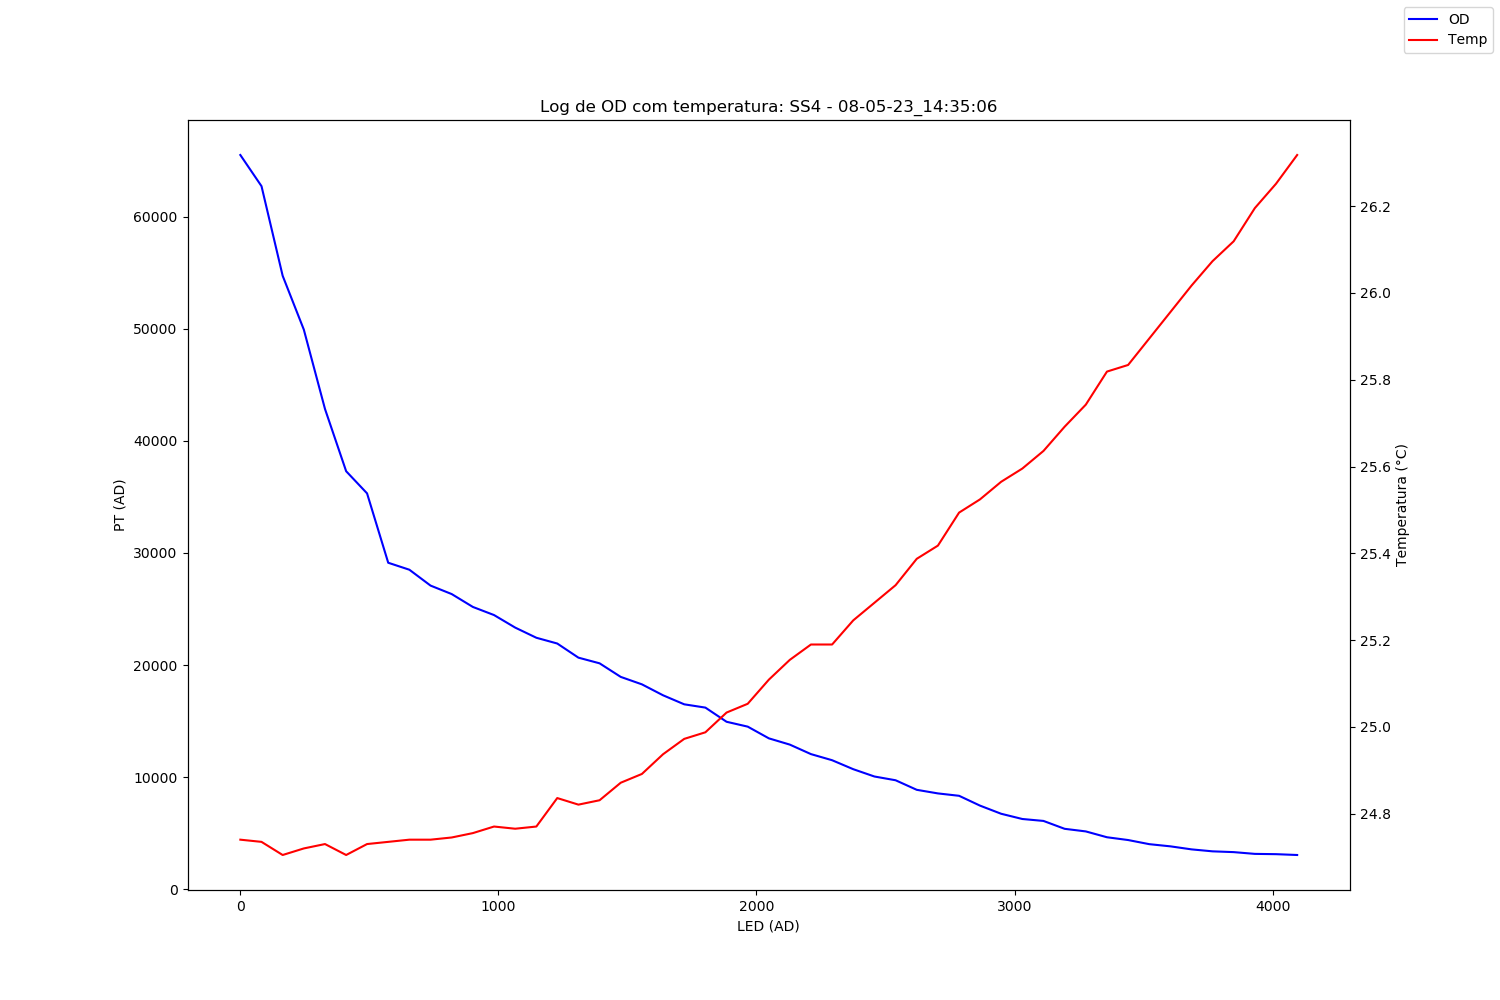 OD
Temp
Log de OD com temperatura: SS4 - 08-05-23_14:35:06
PT (AD)
60000
50000
40000
30000
20000
10000
0
0 1000 2000 3000 4000
LED (AD)
26.2
26.0
25.8
25.6
25.4
25.2
25.0
24.8
Temperatura (°C)